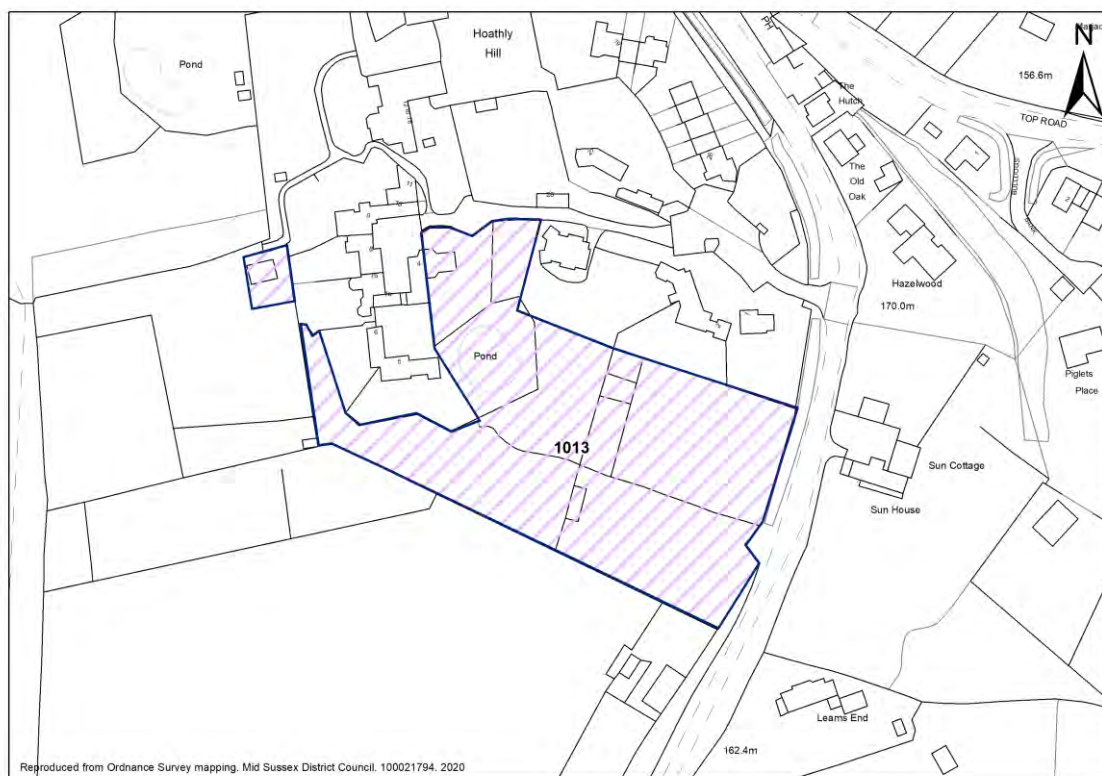 Hoathly
Hill
PH
N
156.6m
Pond
The
Hutch
TOP ROAD
The
Old
Oak
Hazelwood
170.0m
Pond
Piglets
Place
1013
Sun Cottage
Sun House
Leams End
162.4m
Reproduced from Ordnance Survey mapping. Mid Sussex District Council. 100021794. 2020